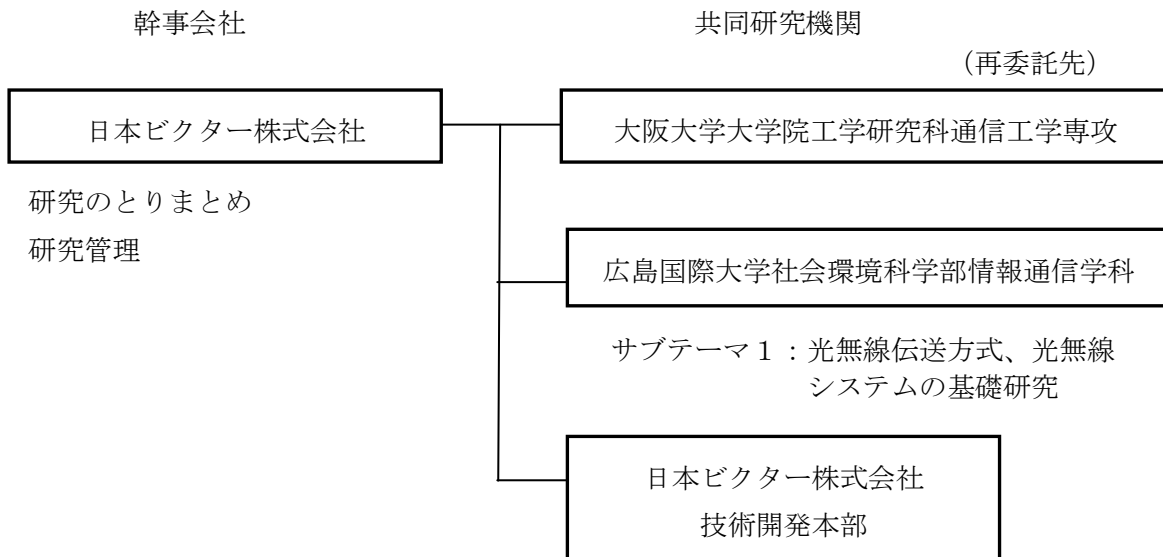 幹事会社
共同研究機関
（再委託先）
日本ビクター株式会社
大阪大学大学院工学研究科通信工学専攻
研究のとりまとめ
研究管理
広島国際大学社会環境科学部情報通信学科
サブテーマ１：光無線伝送方式、光無線
システムの基礎研究
日本ビクター株式会社
技術開発本部